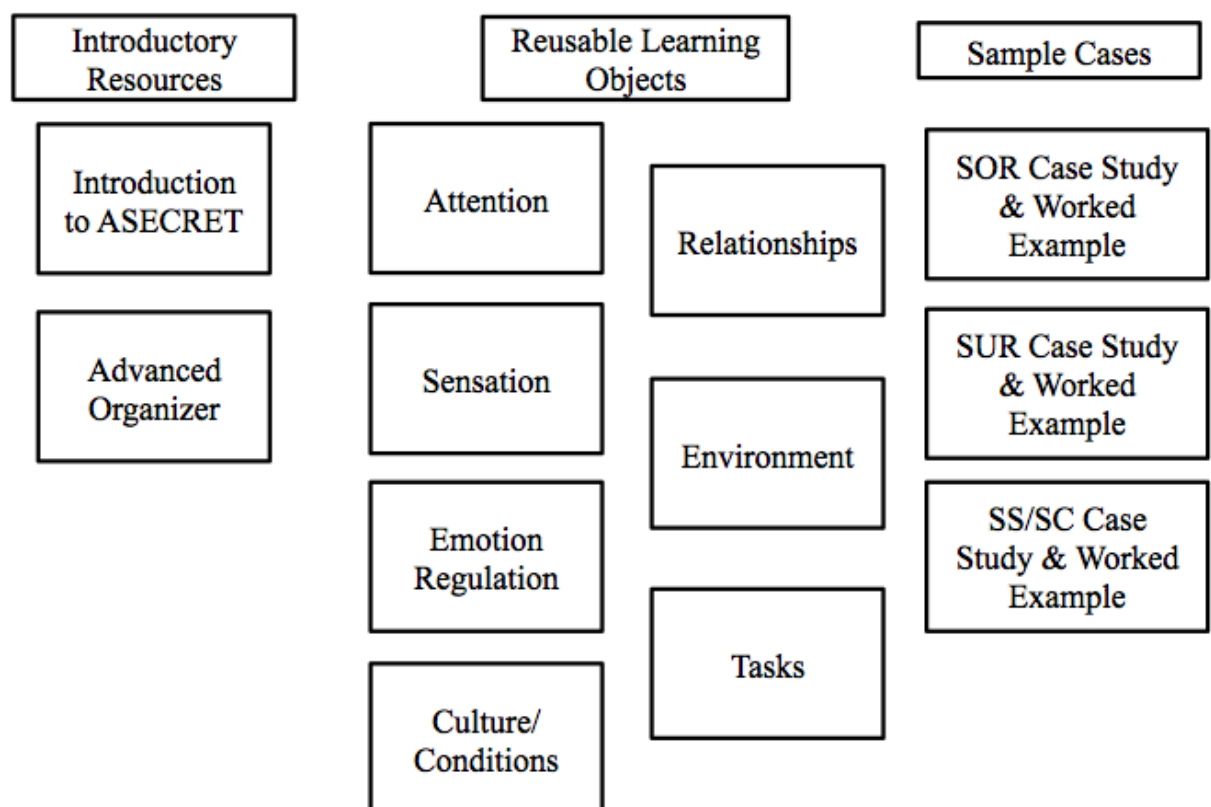 Introductory
Resources
Introduction
to ASECRET
Advanced
Organizer
Reusable Learning
Objects
Attention
Sensation
Emotion
Regulation
Culture/
Conditions
Relationships
Environment
Tasks
Sample Cases
SOR Case Study
& Worked
Example
SUR Case Study
& Worked
Example
SS/SC Case
Study & Worked
Example